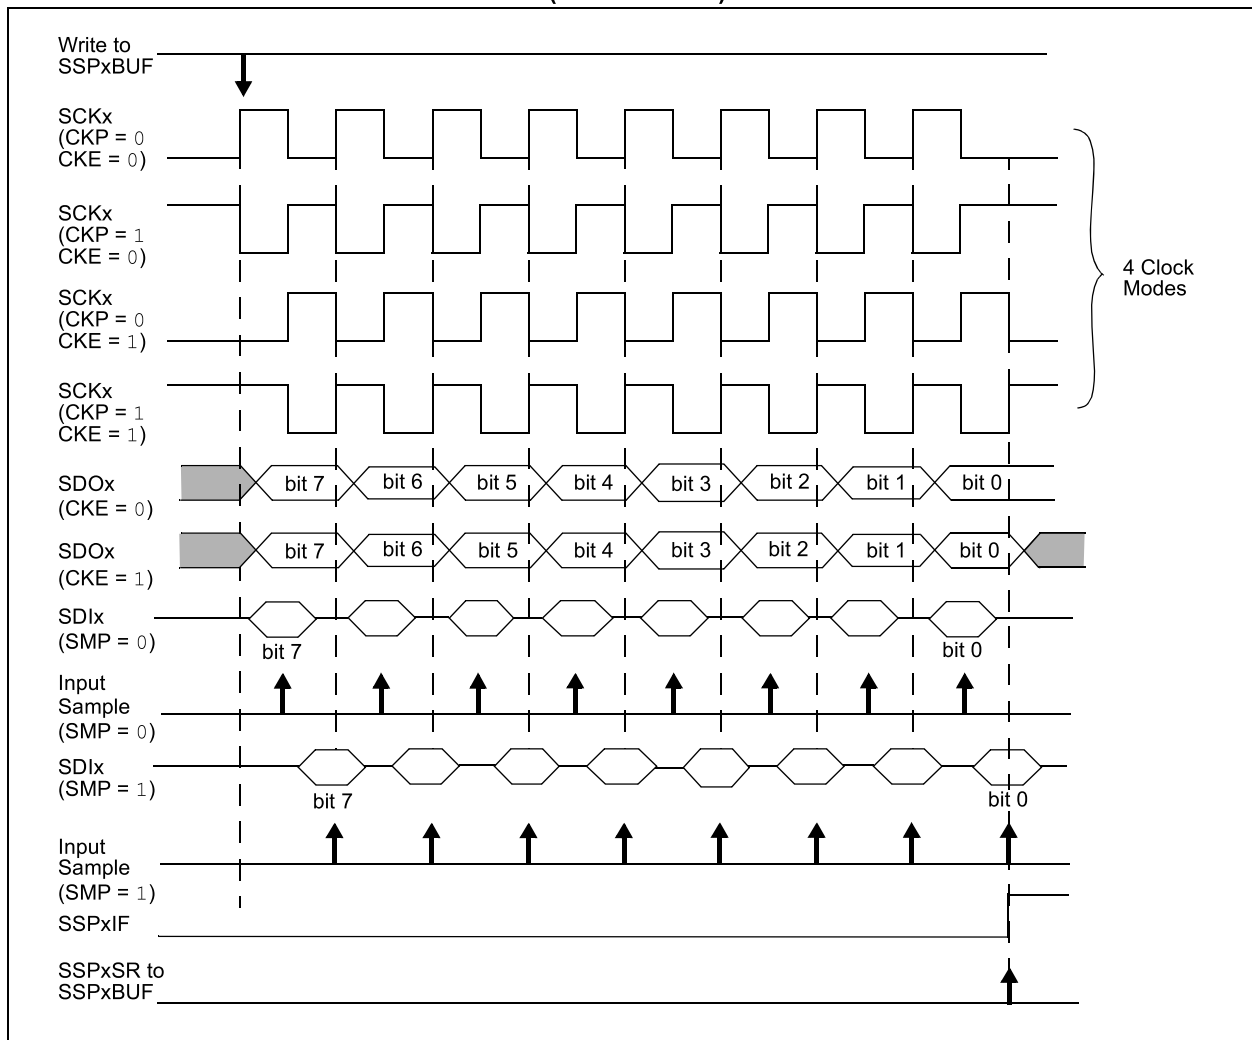 Write to
SSPxBUF
SCKx
(CKP = 0
CKE = 0)
SCKx
(CKP = 1
CKE = 0)
SCKx
(CKP = 0
CKE = 1)
SCKx
(CKP = 1
CKE = 1)
4 Clock
Modes
SDOx
(CKE = 0)
bit 7 bit 6 bit 5 bit 4 bit 3 bit 2 bit 1 bit 0
SDOx
(CKE = 1)
bit 7 bit 6 bit 5 bit 4 bit 3 bit 2 bit 1 bit 0
SDIx
(SMP = 0)
bit 7 bit 0
Input
Sample
(SMP = 0)
SDIx
(SMP = 1)
bit 7 bit 0
Input
Sample
(SMP = 1)
SSPxIF
SSPxSR to
SSPxBUF